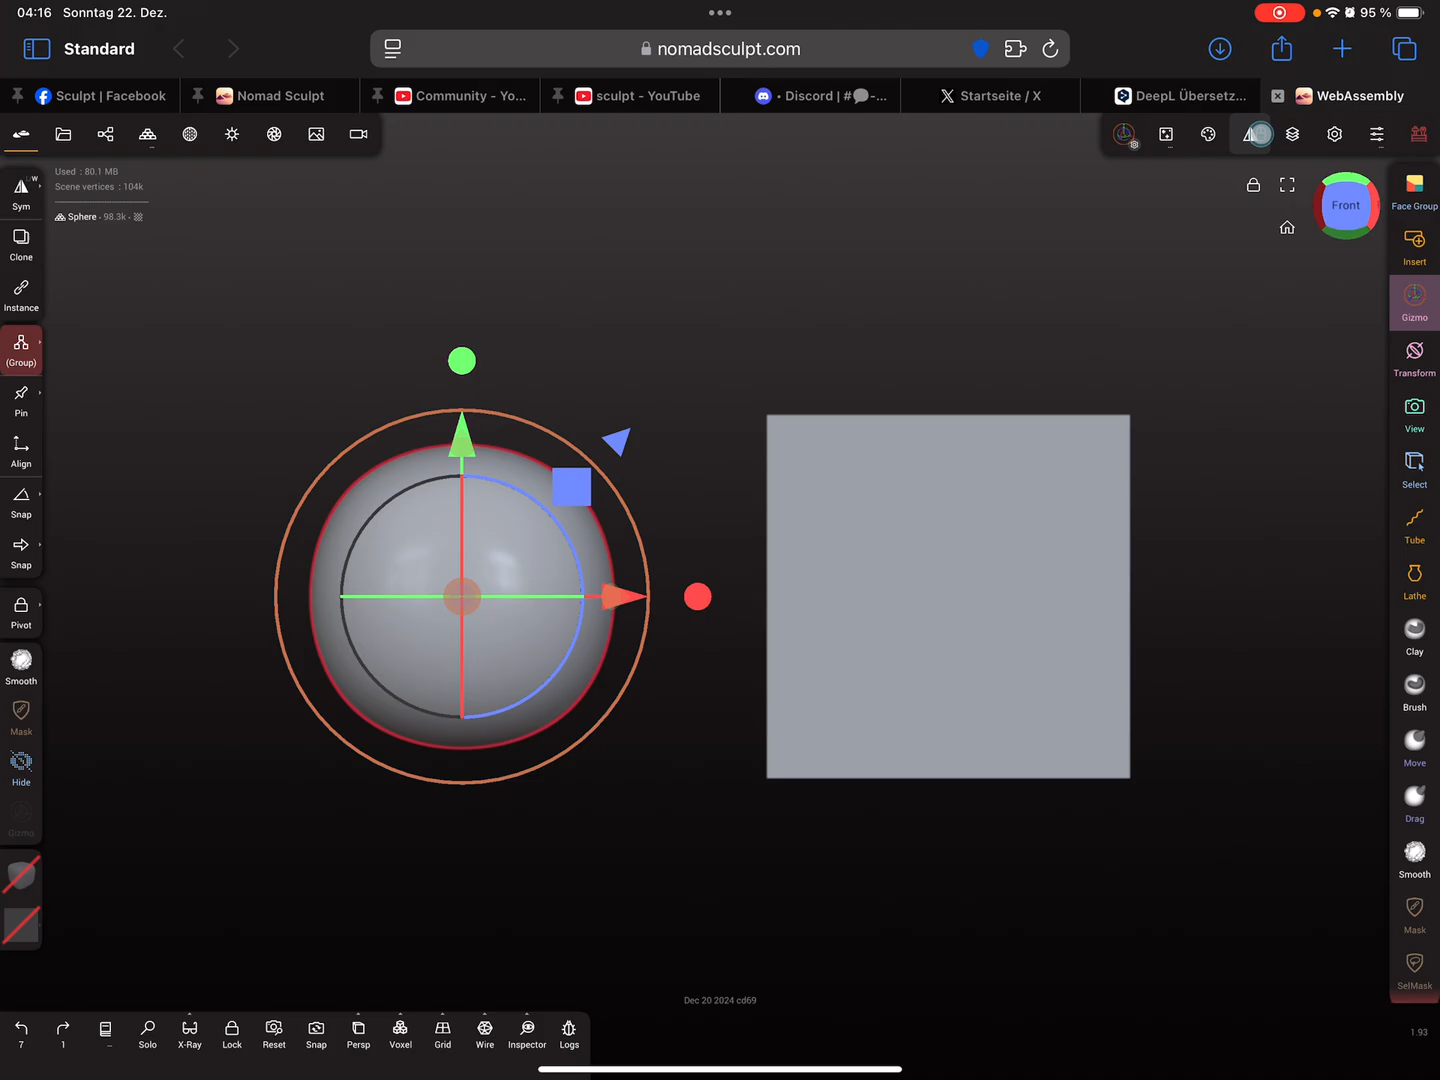 04:16 Sonntag 22. Dez.
95 %
Standard
nomadsculpt.com
Sculpt | Facebook
Nomad Sculpt
Community - Yo...
sculpt - YouTube
• Discord | #💬-...
Startseite / X
DeepL Übersetz...
WebAssembly
Used : 80.1 MB
Scene vertices : 104k
Sphere - 98.3k -
Front
/W
Sym
Clone
Instance
(Group)
Pin
Align
Snap
Snap
Pivot
Smooth
Mask
Hide
Gizmo
Face Group
Insert
Gizmo
Transform
View
Select
Tube
Lathe
Clay
Brush
Move
Drag
Smooth
Mask
SelMask
Dec 20 2024 cd69
1.93
7
1
...
Solo
X-Ray
Lock
Reset
Snap
Persp
Voxel
Grid
Wire
Inspector
Logs